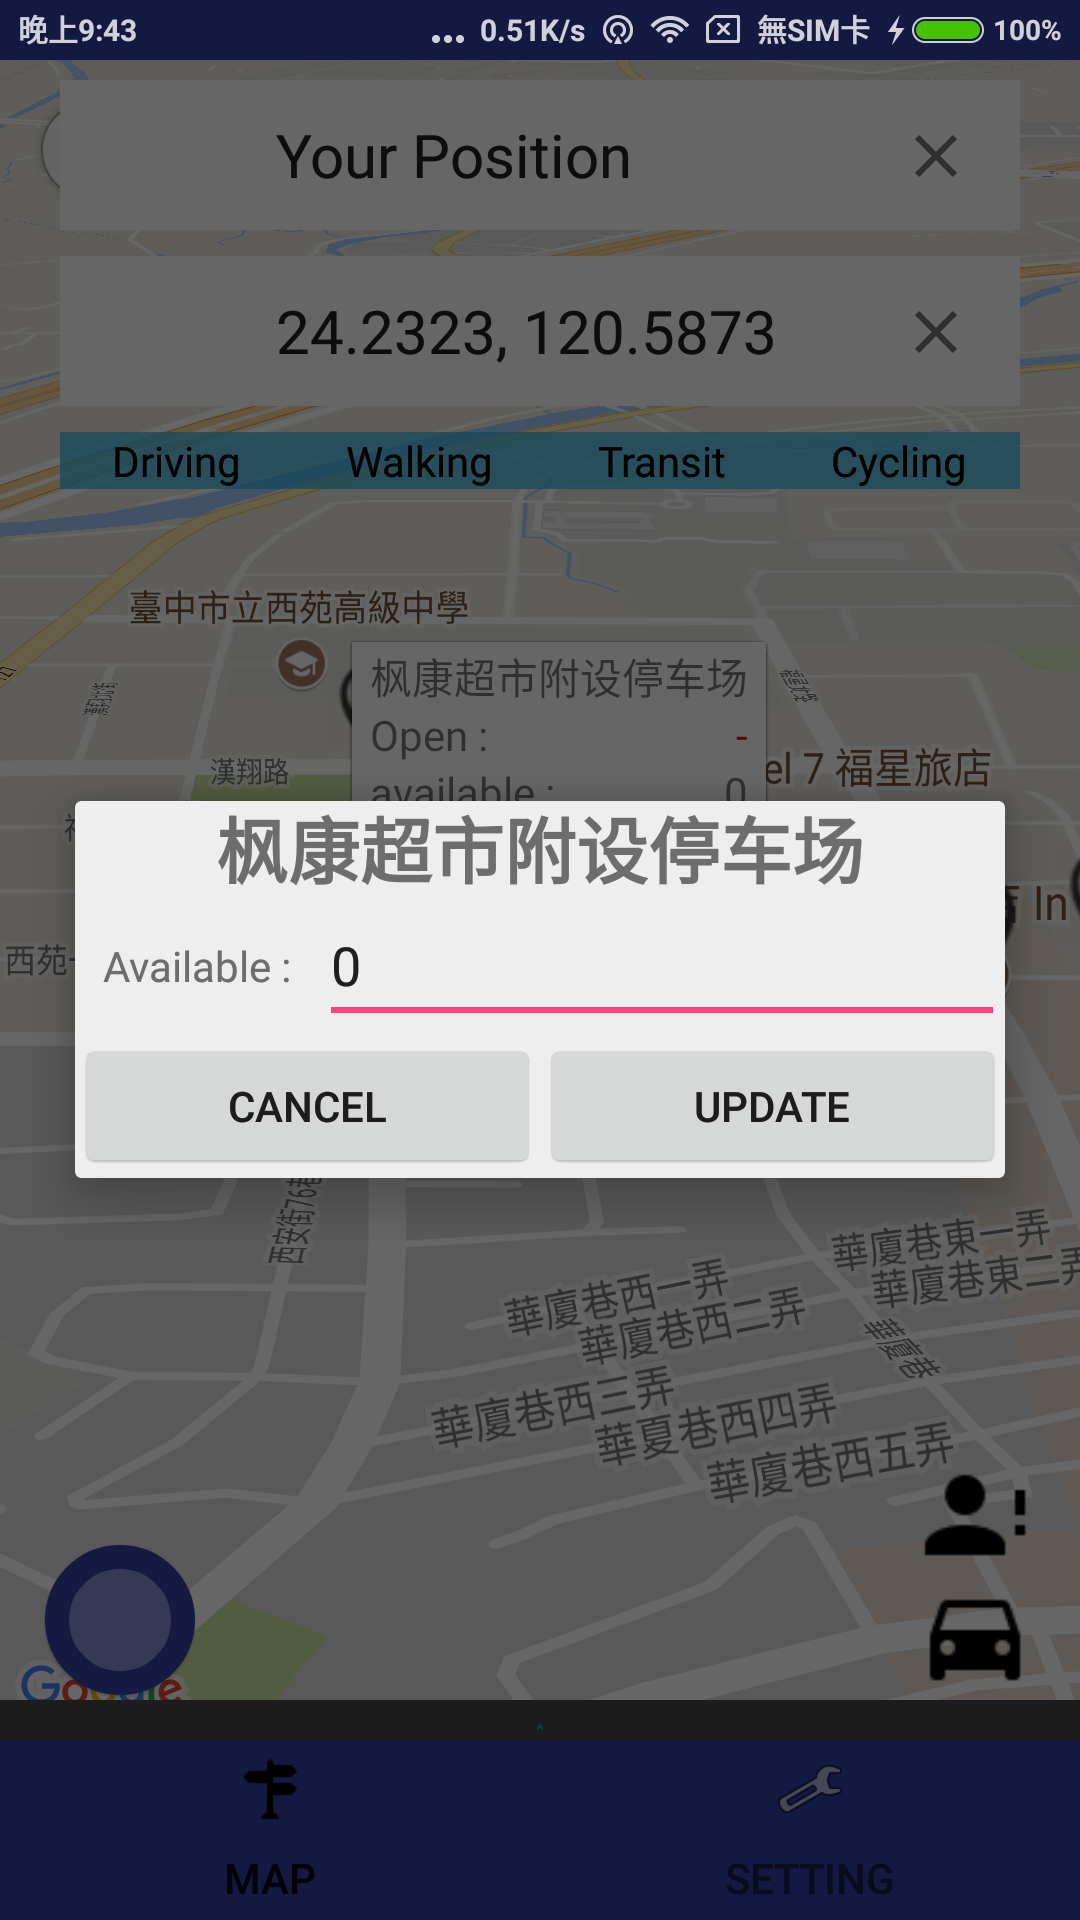 晚上9:43
... 0.51K/s 無SIM卡 100%
Your Position
24.2323, 120.5873
Driving Walking Transit Cycling
臺中市立西苑高級中學
枫康超市附设停车场
Open : -
available : 0
漢翔路
el 7 福星旅店
枫康超市附设停车场
In
西苑
Available : 0
CANCEL UPDATE
西安街76巷
華廈巷東一弄
華廈巷東二弄
華廈巷西一弄
華廈巷西二弄
華廈巷
華廈巷西三弄
華夏巷西四弄
華廈巷西五弄
Google
MAP SETTING